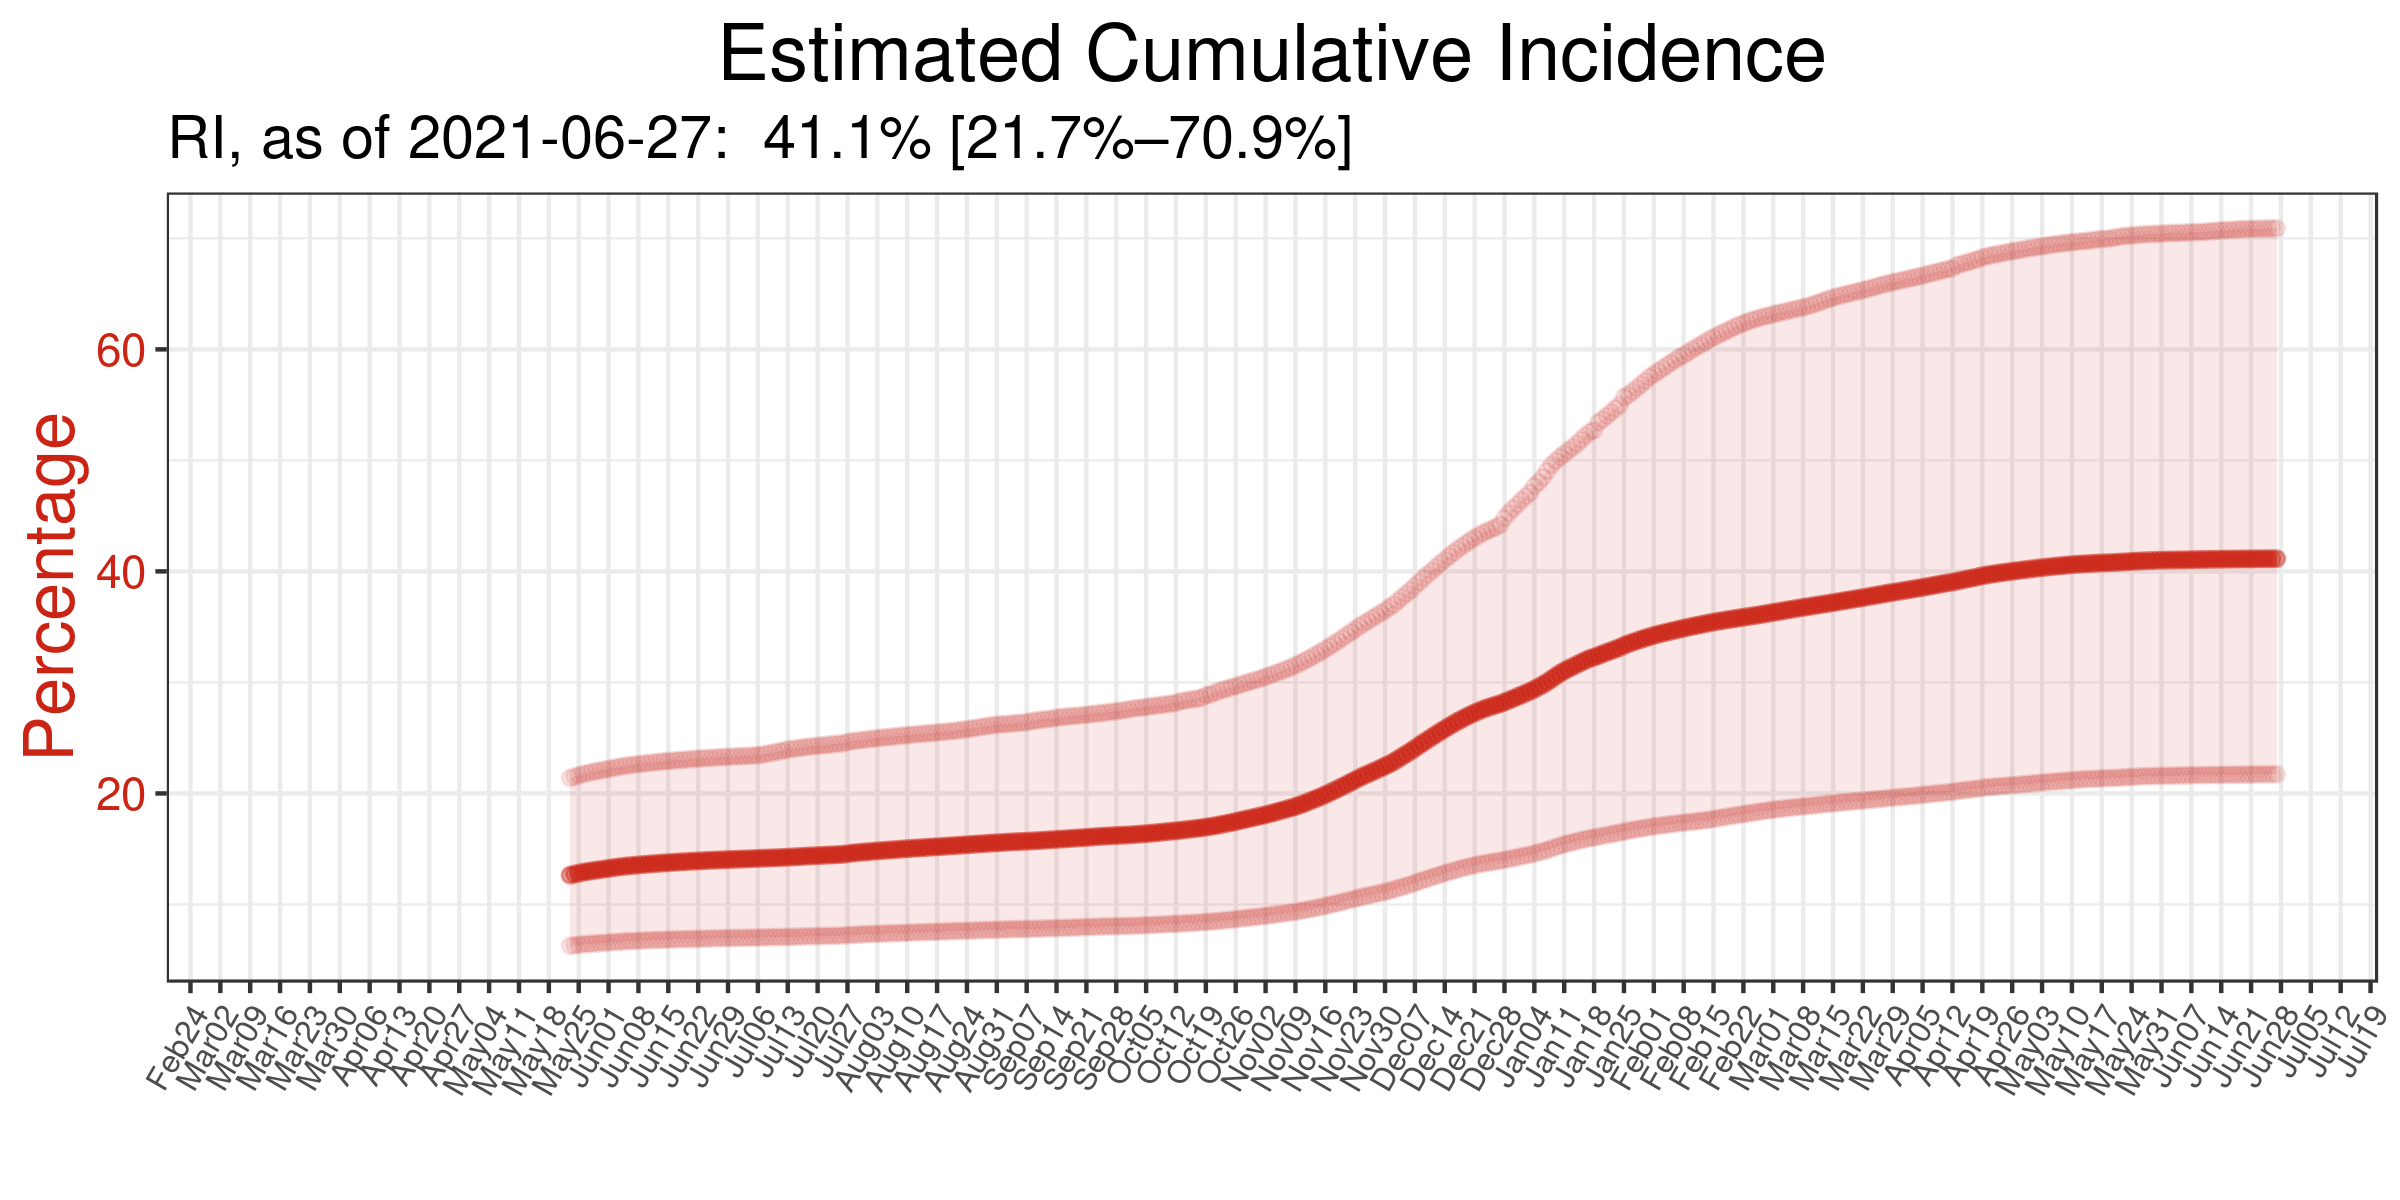 Estimated Cumulative Incidence
RI, as of 2021-06-27: 41.1% [21.7%–70.9%]
Percentage
60
40
20
Feb24
Mar02
Mar09
Mar16
Mar23
Mar30
Apr06
Apr13
Apr20
Apr27
May04
May11
May18
May25
Jun01
Jun08
Jun15
Jun22
Jun29
Jul06
Jul13
Jul20
Jul27
Aug03
Aug10
Aug17
Aug24
Aug31
Sep07
Sep14
Sep21
Sep28
Oct05
Oct12
Oct19
Oct26
Nov02
Nov09
Nov16
Nov23
Nov30
Dec07
Dec14
Dec21
Dec28
Jan04
Jan11
Jan18
Jan25
Feb01
Feb08
Feb15
Feb22
Mar01
Mar08
Mar15
Mar22
Mar29
Apr05
Apr12
Apr19
Apr26
May03
May10
May17
May24
May31
Jun07
Jun14
Jun21
Jun28
Jul05
Jul12
Jul19